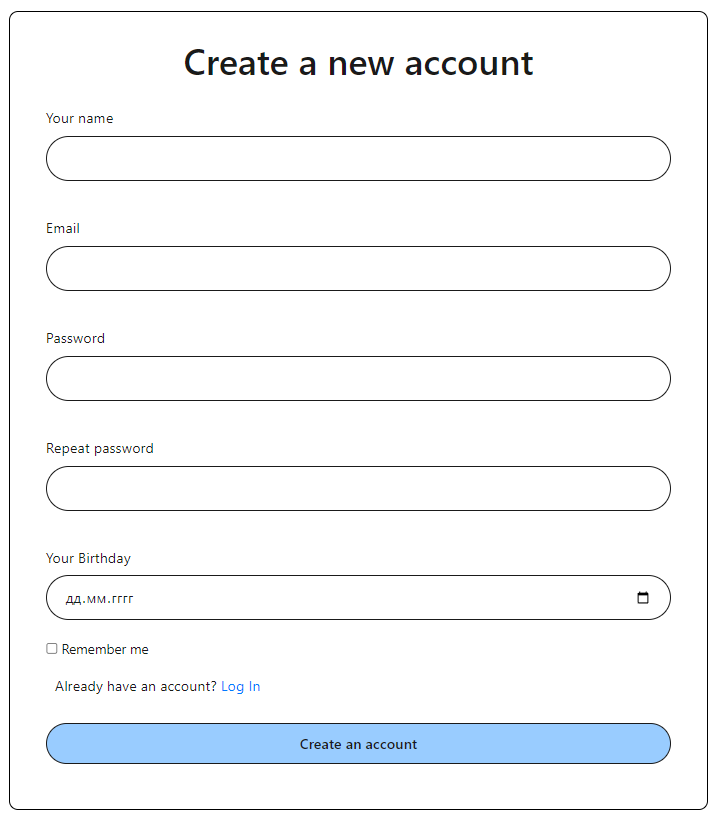 Create a new account
Your name
Email
Password
Repeat password
Your Birthday
дд.мм.гггг
Remember me
Already have an account? Log In
Create an account